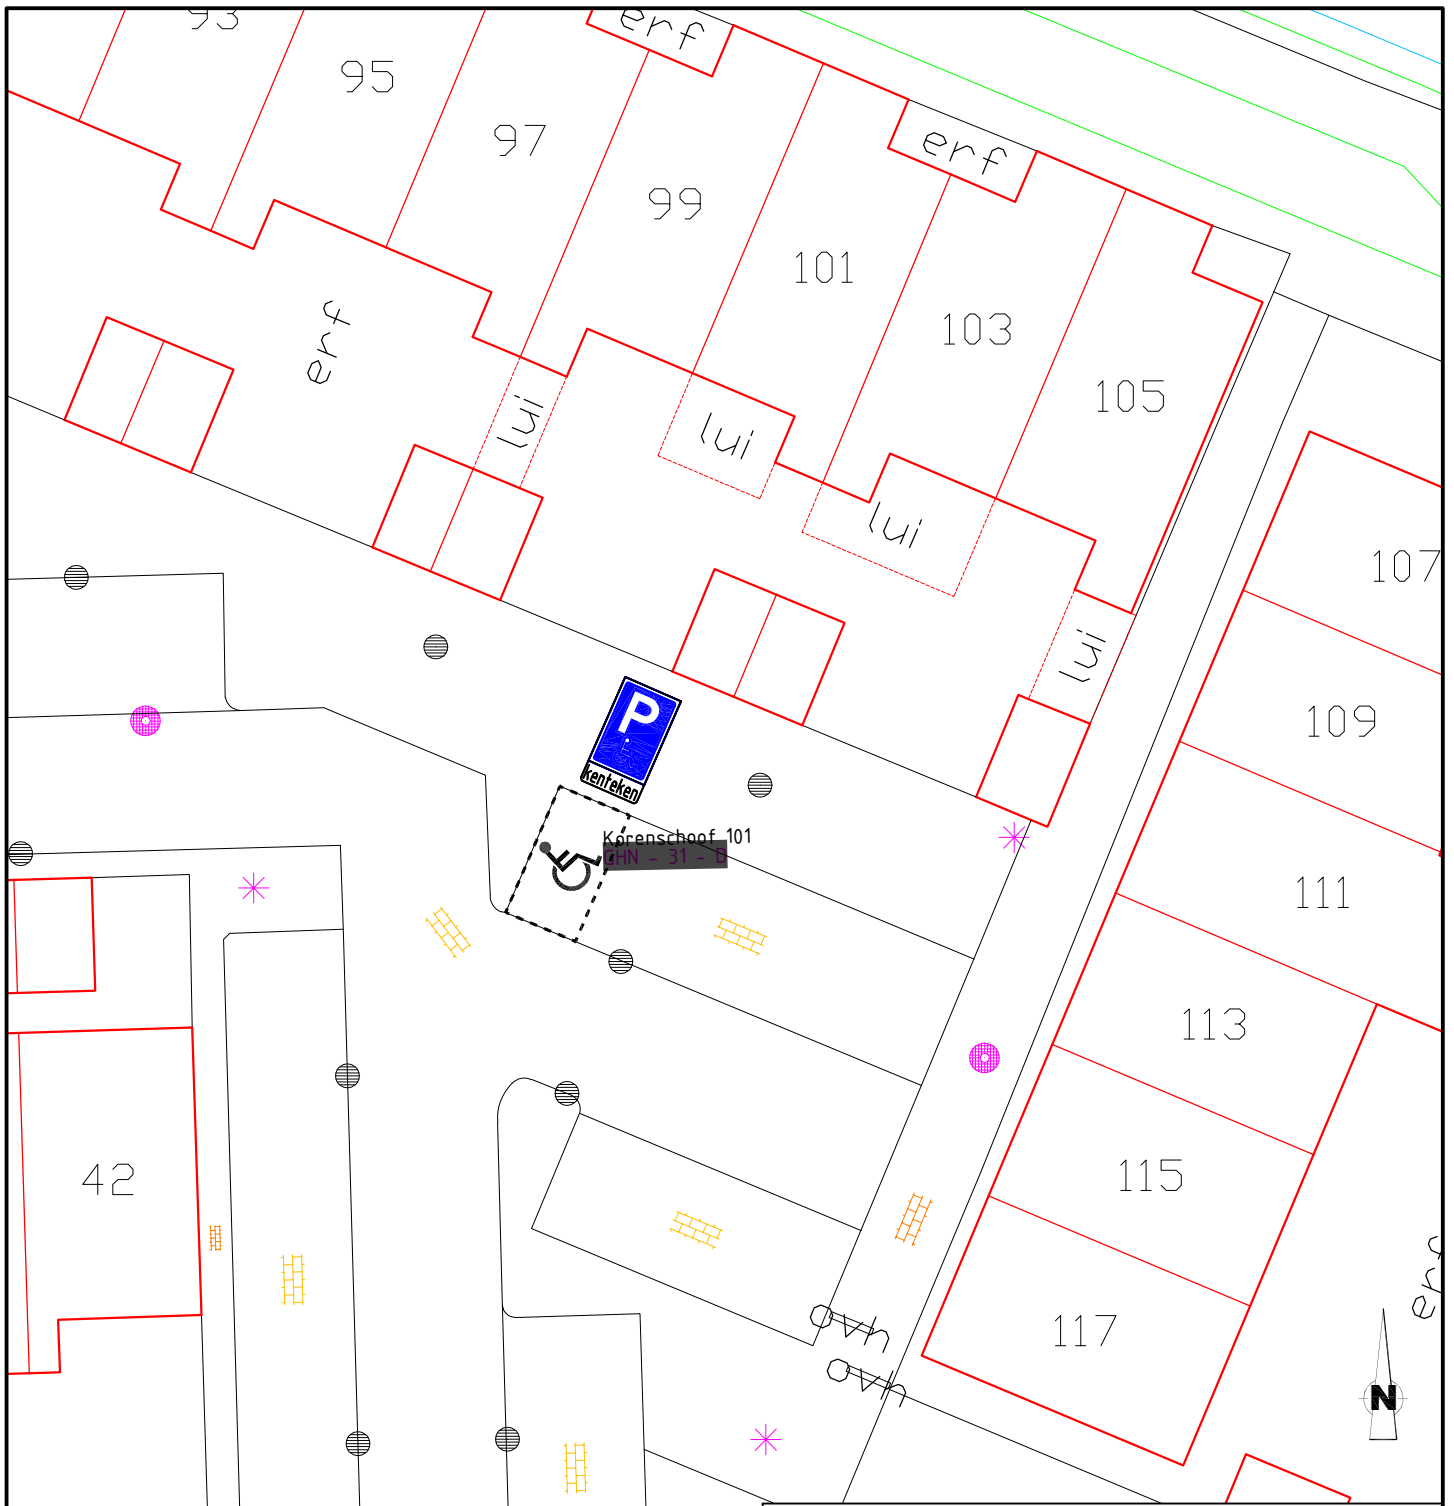 93
erf
95
97
erf
99
101
103
erf
105
lui
lui
lui
107
lui
P
109
kenteken
Korenschoof 101
GHN - 31 - D
111
113
115
42
erf
ovh
117
ovh
N